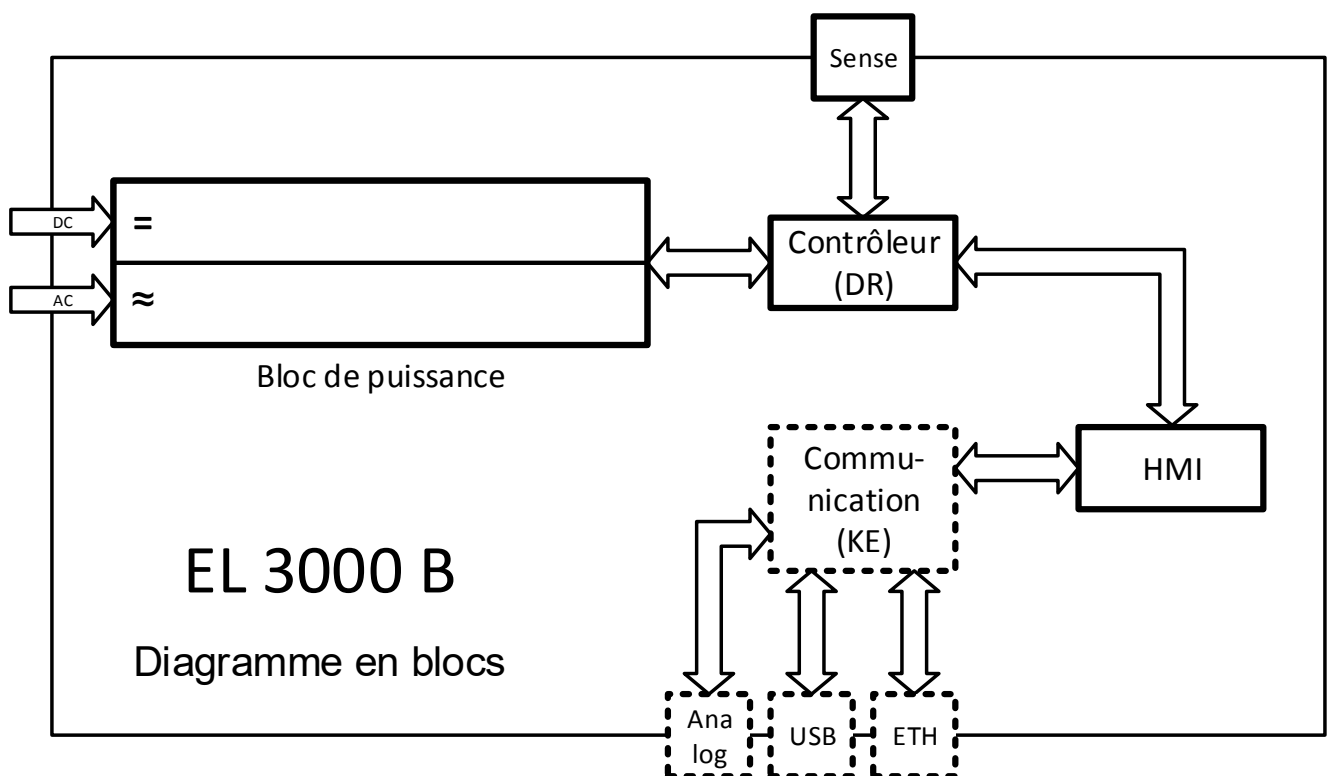 Sense
DC
=
Contrôleur
(DR)
AC
≈
Bloc de puissance
Commu-
nication
(KE)
HMI
EL 3000 B
Diagramme en blocs
Ana
log
USB
ETH